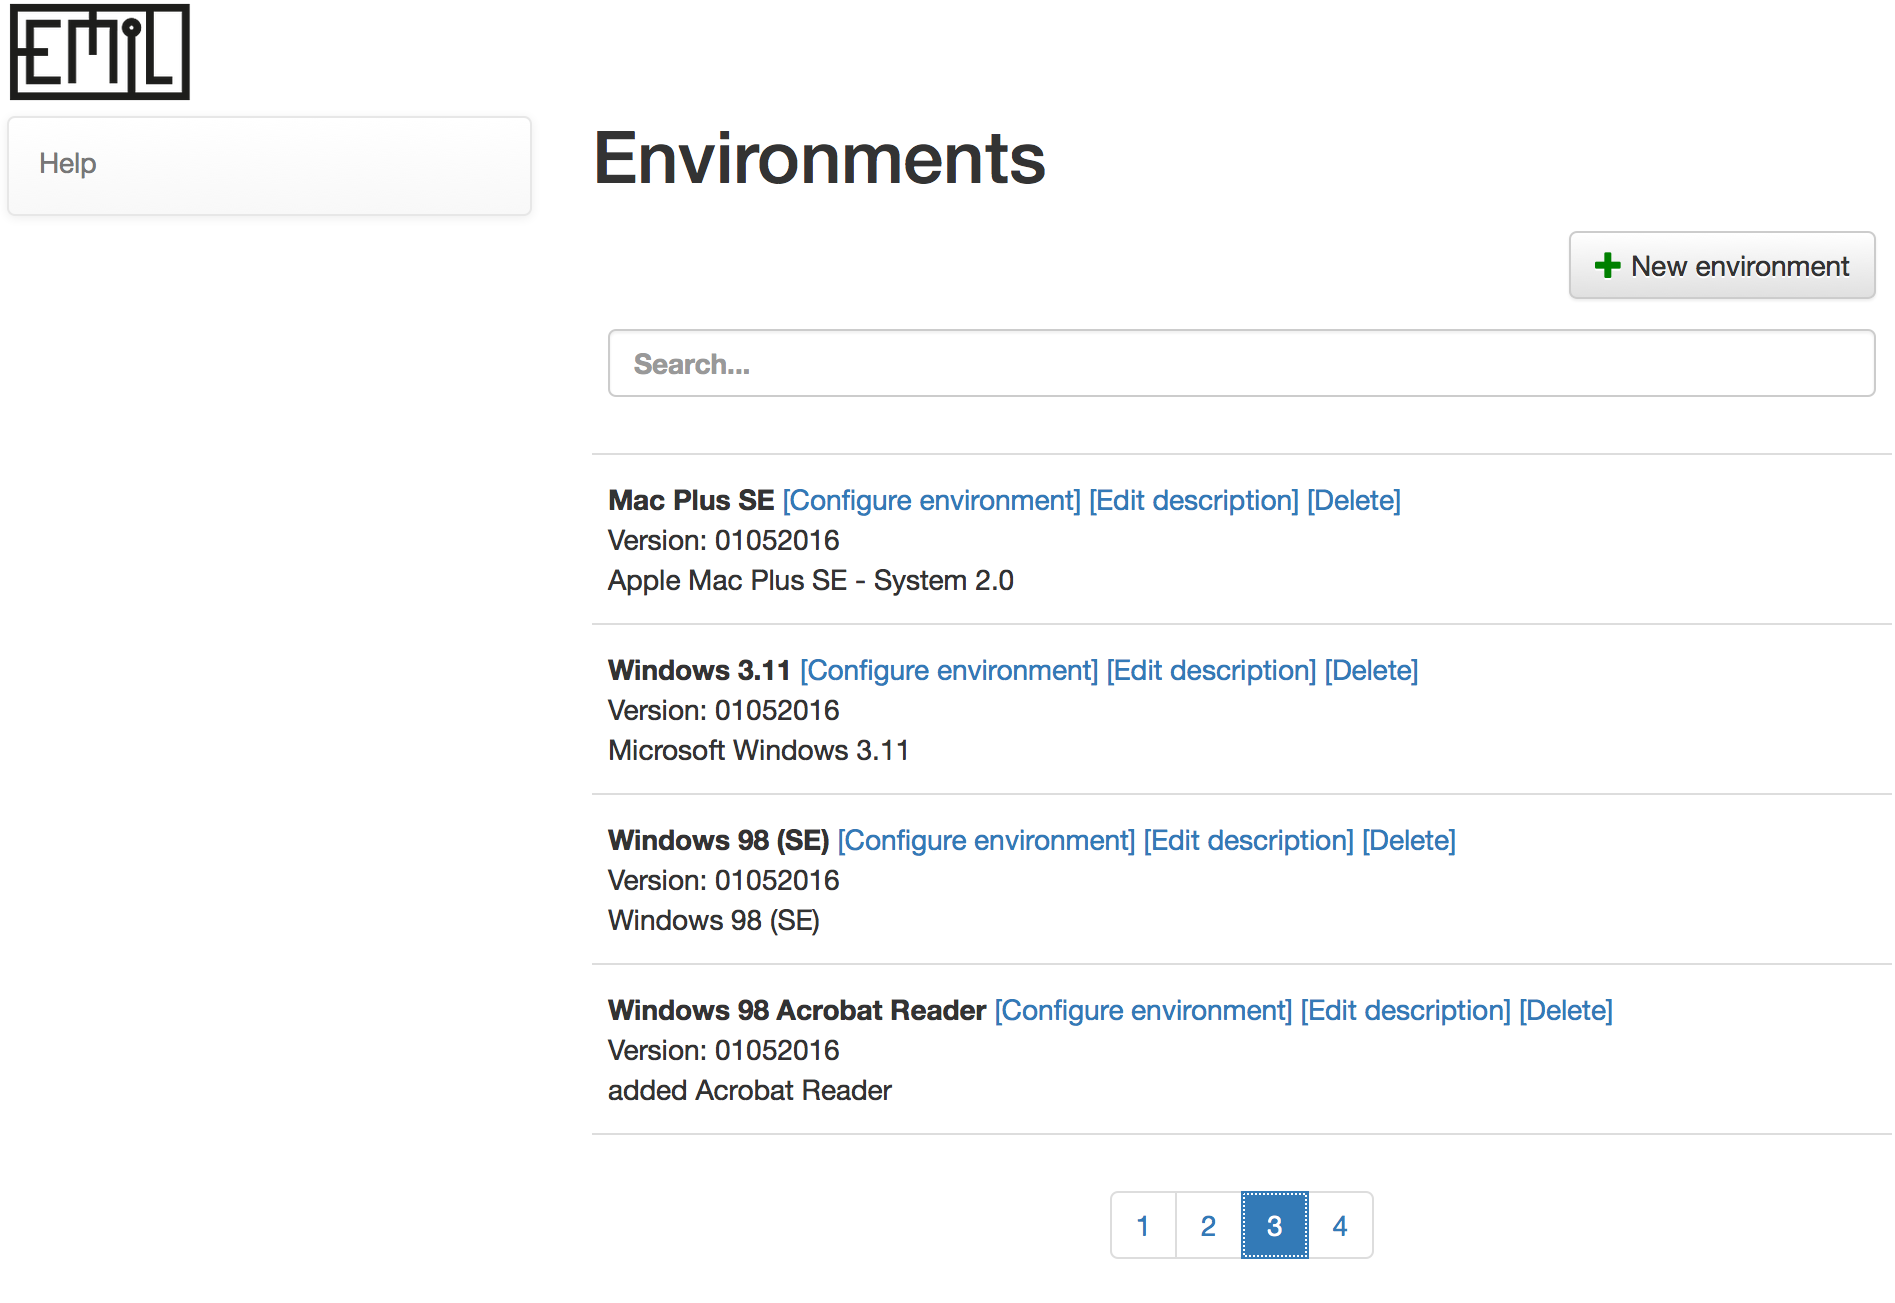 EMIL
Help
Environments
New environment
Search...
Mac Plus SE [Configure environment] [Edit description] [Delete]
Version: 01052016
Apple Mac Plus SE - System 2.0
Windows 3.11 [Configure environment] [Edit description] [Delete]
Version: 01052016
Microsoft Windows 3.11
Windows 98 (SE) [Configure environment] [Edit description] [Delete]
Version: 01052016
Windows 98 (SE)
Windows 98 Acrobat Reader [Configure environment] [Edit description] [Delete]
Version: 01052016
added Acrobat Reader
1 2 3 4